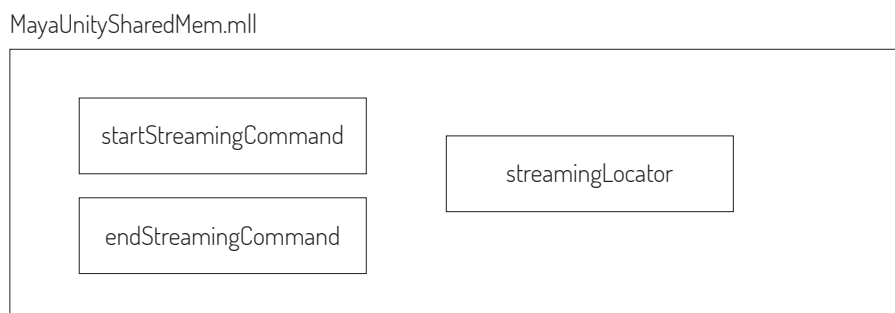 MayaUnitySharedMem.mll
startStreamingCommand
streamingLocator
endStreamingCommand